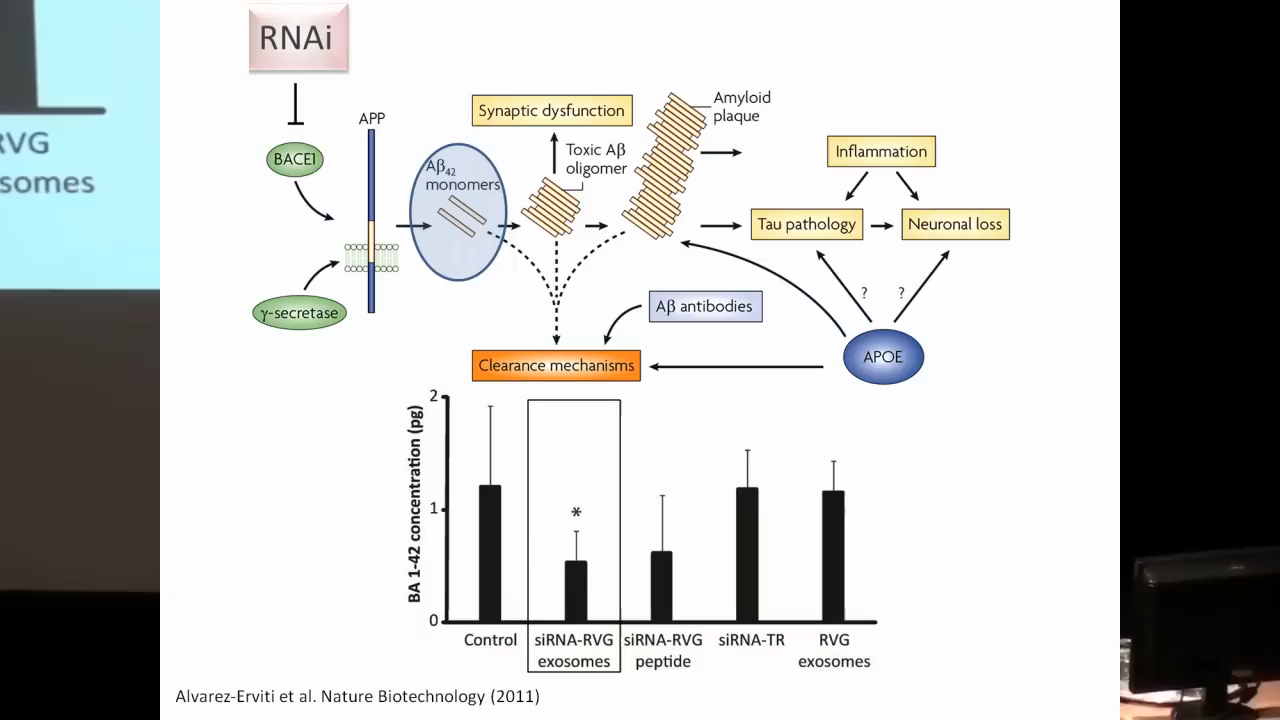 RNAi
RVG
somes
BACE1
APP
γ-secretase
Aβ42
monomers
Synaptic dysfunction
Toxic Aβ
oligomer
Amyloid
plaque
Inflammation
Tau pathology
Neuronal loss
?
?
Aβ antibodies
APOE
Clearance mechanisms
BA 1-42 concentration (pg)
2
1
0
*
Control
siRNA-RVG
exosomes
siRNA-RVG
peptide
siRNA-TR
RVG
exosomes
Alvarez-Erviti et al. Nature Biotechnology (2011)